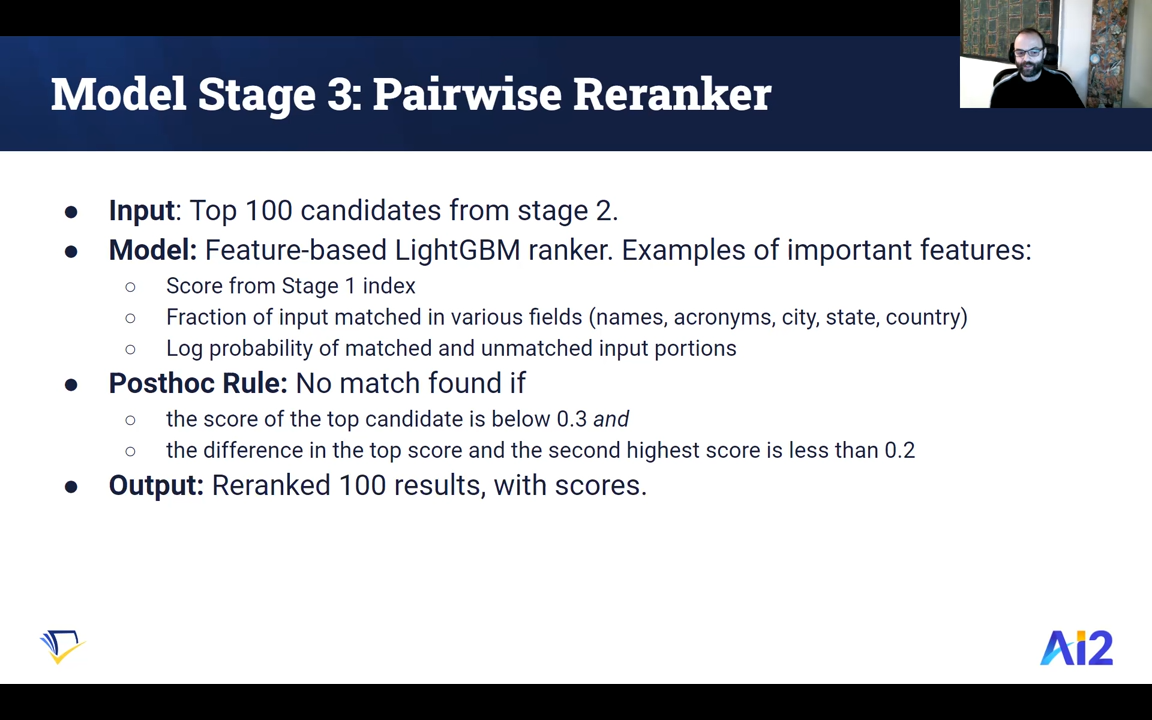 Model Stage 3: Pairwise Reranker
● Input: Top 100 candidates from stage 2.
● Model: Feature-based LightGBM ranker. Examples of important features:
○ Score from Stage 1 index
○ Fraction of input matched in various fields (names, acronyms, city, state, country)
○ Log probability of matched and unmatched input portions
● Posthoc Rule: No match found if
○ the score of the top candidate is below 0.3 and
○ the difference in the top score and the second highest score is less than 0.2
● Output: Reranked 100 results, with scores.
Ai2